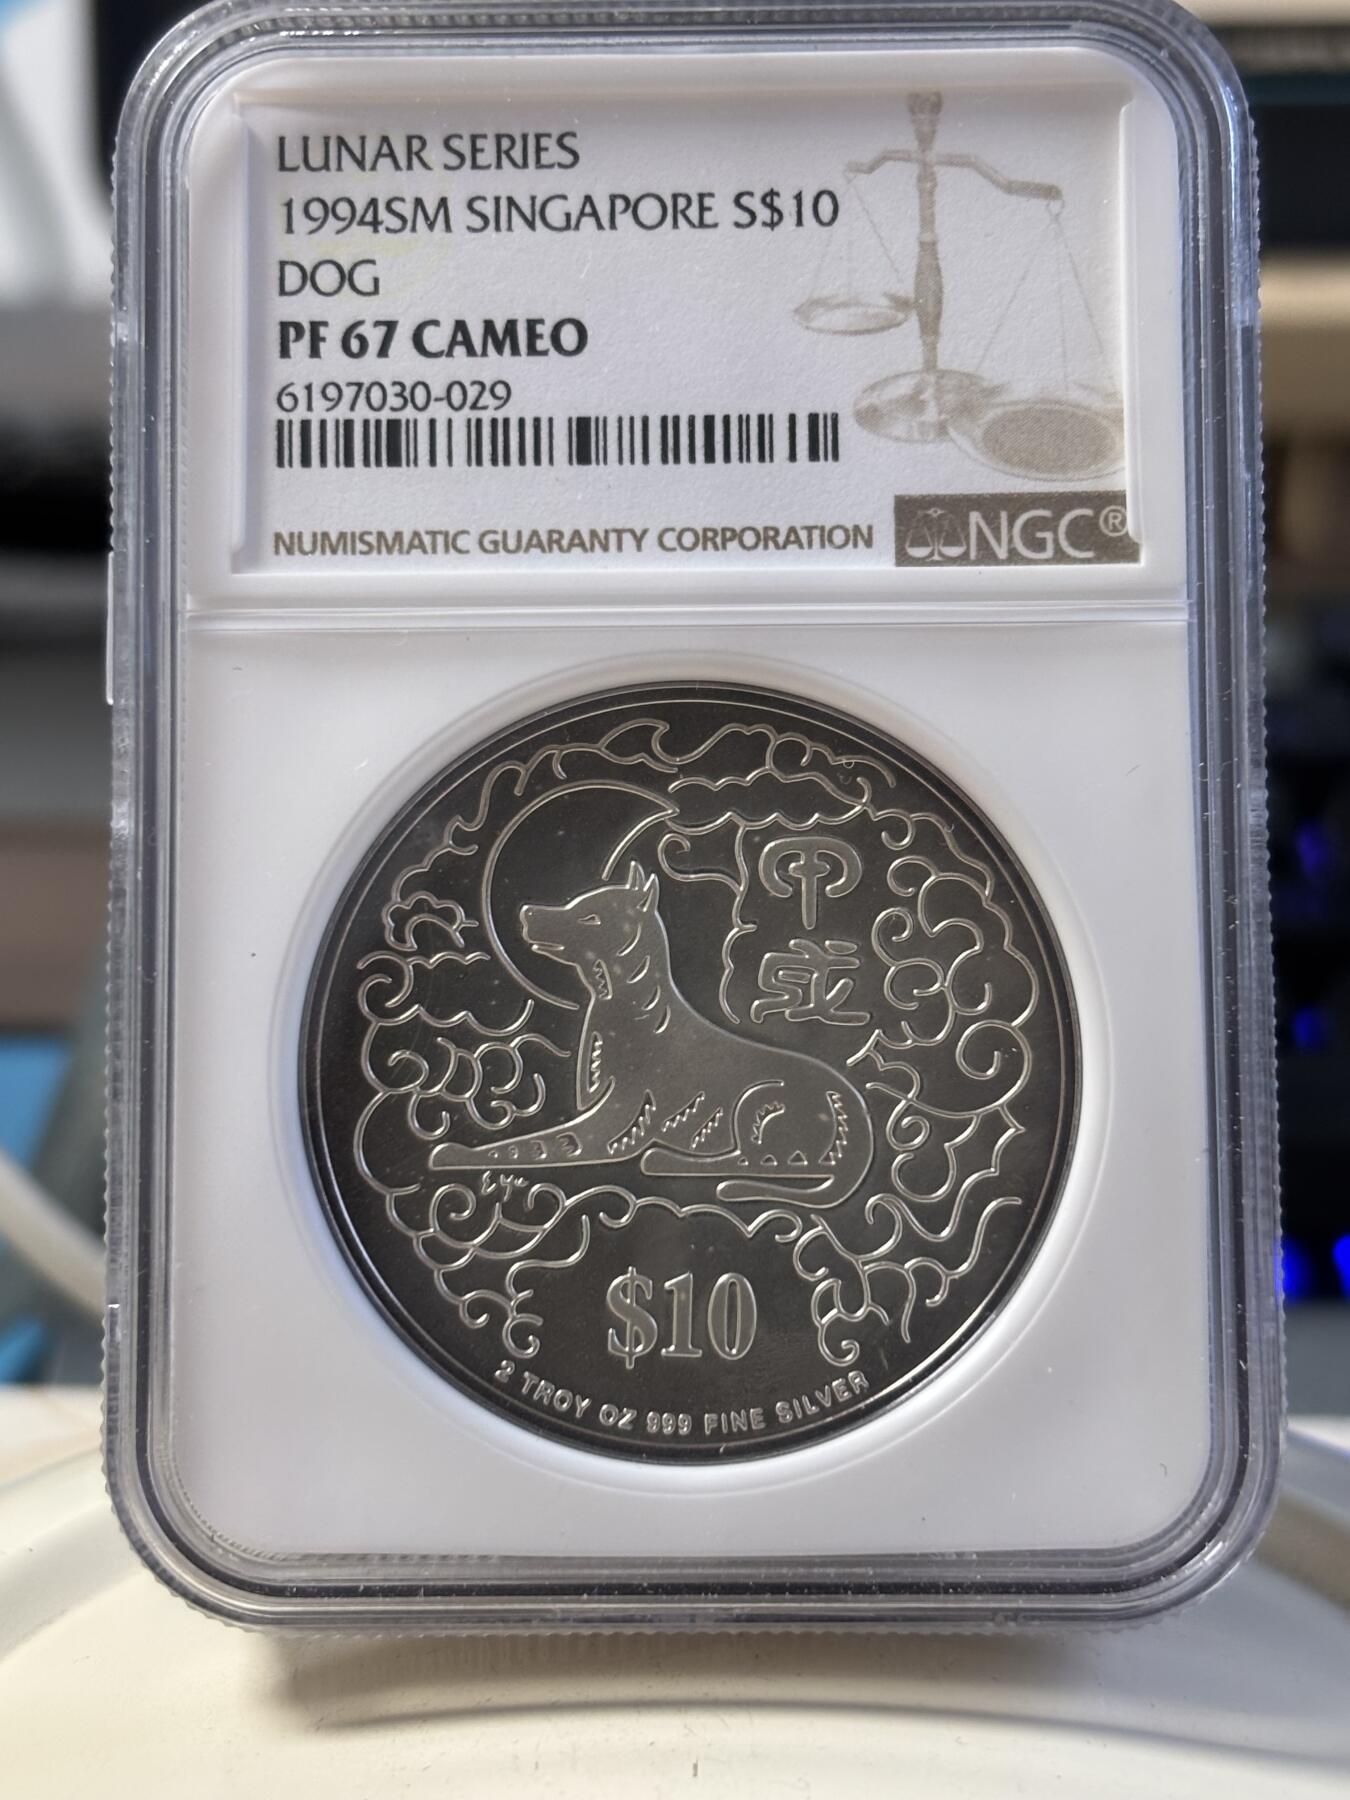 LUNAR SERIES
1994SM SINGAPORE S$10
DOG
PF 67 CAMEO
6197030-029
NUMISMATIC GUARANTY CORPORATION
NGC®
甲
戌
$10
2 TROY OZ 999 FINE SILVER